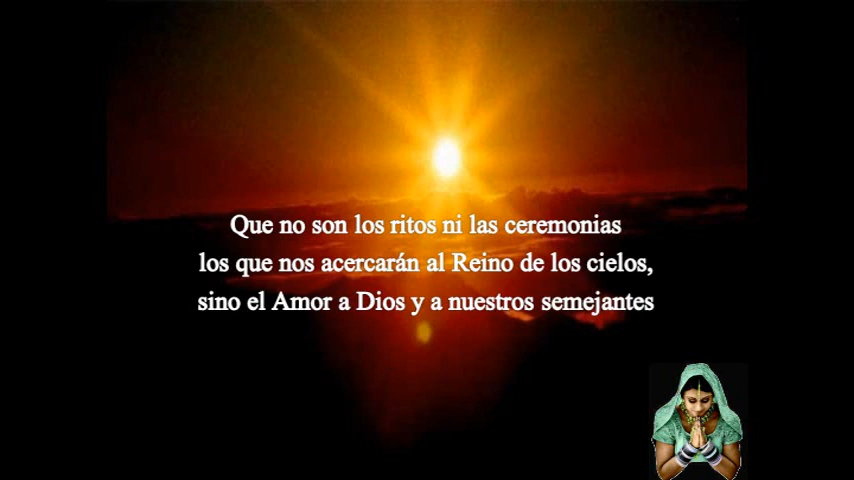 Que no son los ritos ni las ceremonias
los que nos acercarán al Reino de los cielos,
sino el Amor a Dios y a nuestros semejantes